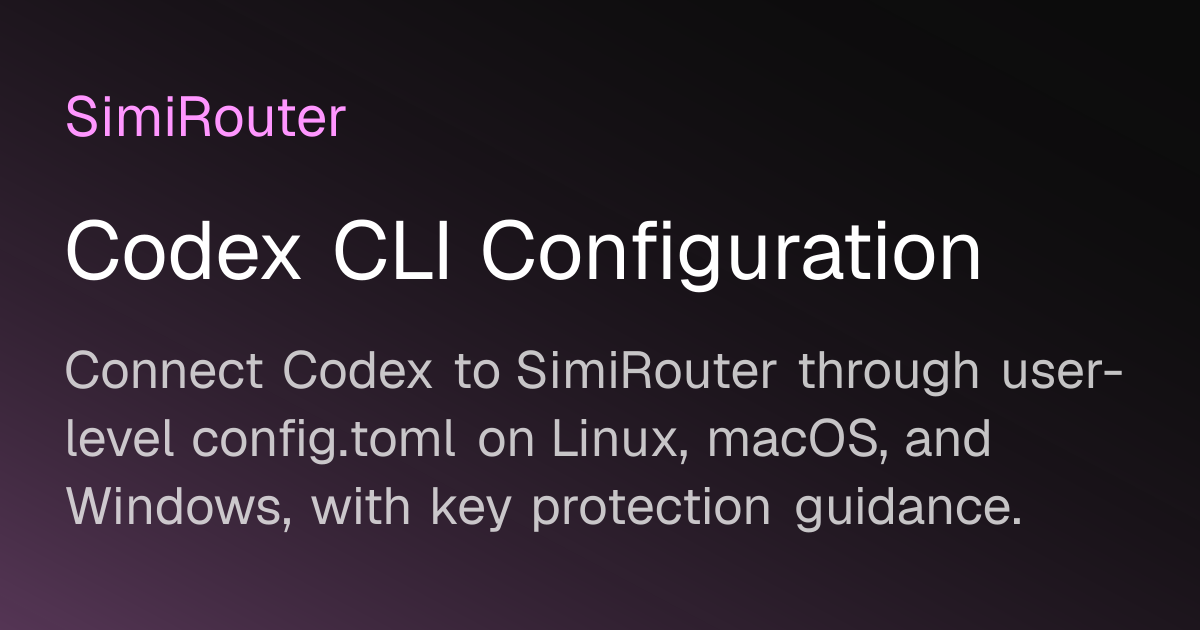 SimiRouter
Codex CLI Configuration
Connect Codex to SimiRouter through user-
level config.toml on Linux, macOS, and
Windows, with key protection guidance.